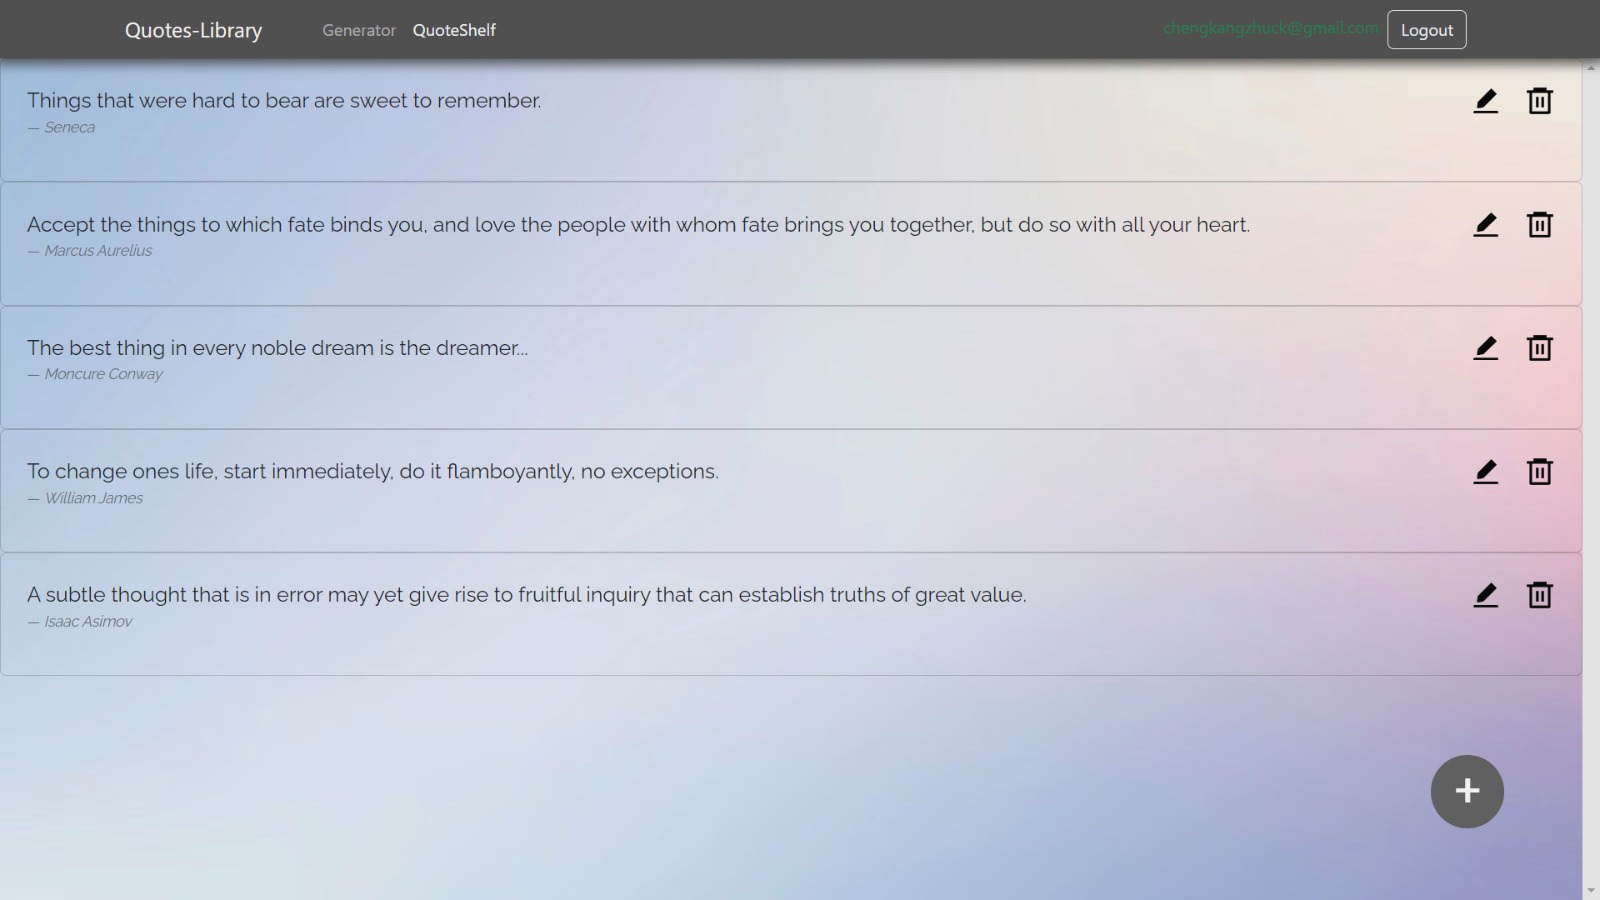 Quotes-Library Generator QuoteShelf chengkangzhuck@gmail.com Logout
Things that were hard to bear are sweet to remember.
— Seneca
Accept the things to which fate binds you, and love the people with whom fate brings you together, but do so with all your heart.
— Marcus Aurelius
The best thing in every noble dream is the dreamer...
— Moncure Conway
To change ones life, start immediately, do it flamboyantly, no exceptions.
— William James
A subtle thought that is in error may yet give rise to fruitful inquiry that can establish truths of great value.
— Isaac Asimov
+